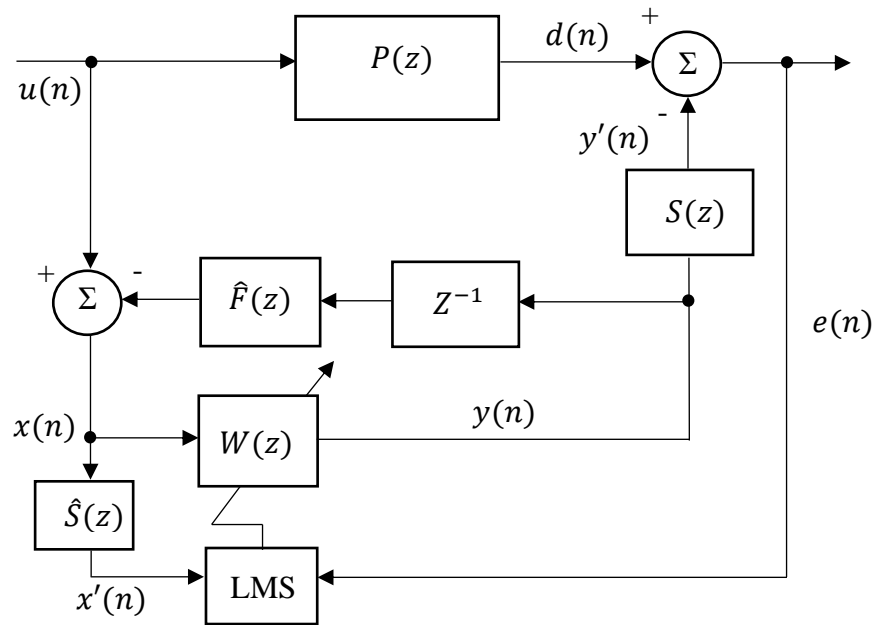 +
d(n)
P(z)
Σ
u(n)
-
y′(n)
S(z)
+
-
Σ
F̂(z)
Z⁻¹
e(n)
x(n)
W(z)
y(n)
Ŝ(z)
x′(n)
LMS